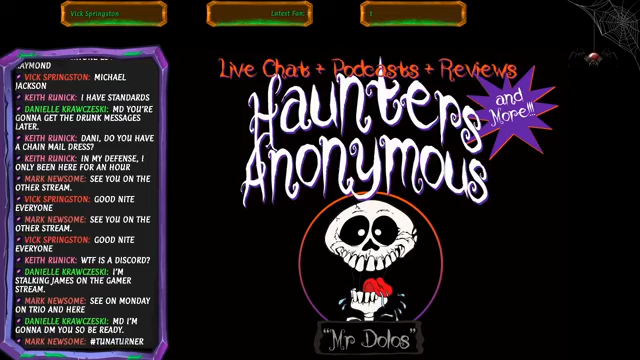 Vick Springston
Latest Fan:
1
RAYMOND
VICK SPRINGSTON: MICHAEL
JACKSON
KEITH RUNICK: I HAVE STANDARDS
DANIELLE KRAWCZESKI: MD YOU'RE
GONNA GET THE DRUNK MESSAGES
LATER.
KEITH RUNICK: DANI, DO YOU HAVE
A CHAIN MAIL DRESS?
KEITH RUNICK: IN MY DEFENSE, I
ONLY BEEN HERE FOR AN HOUR
MARK NEWSOME: SEE YOU ON THE
OTHER STREAM.
VICK SPRINGSTON: GOOD NITE
EVERYONE
MARK NEWSOME: SEE YOU ON THE
OTHER STREAM.
VICK SPRINGSTON: GOOD NITE
EVERYONE
KEITH RUNICK: WTF IS A DISCORD?
DANIELLE KRAWCZESKI: I'M
STALKING JAMES ON THE GAMER
STREAM.
MARK NEWSOME: SEE ON MONDAY
ON TRIO AND HERE
DANIELLE KRAWCZESKI: MD I'M
GONNA DM YOU SO BE READY.
MARK NEWSOME: #TUNATURNER
Live Chat + Podcasts + Reviews
Haunters
Anonymous
and
More!!!
"Mr Dolos"